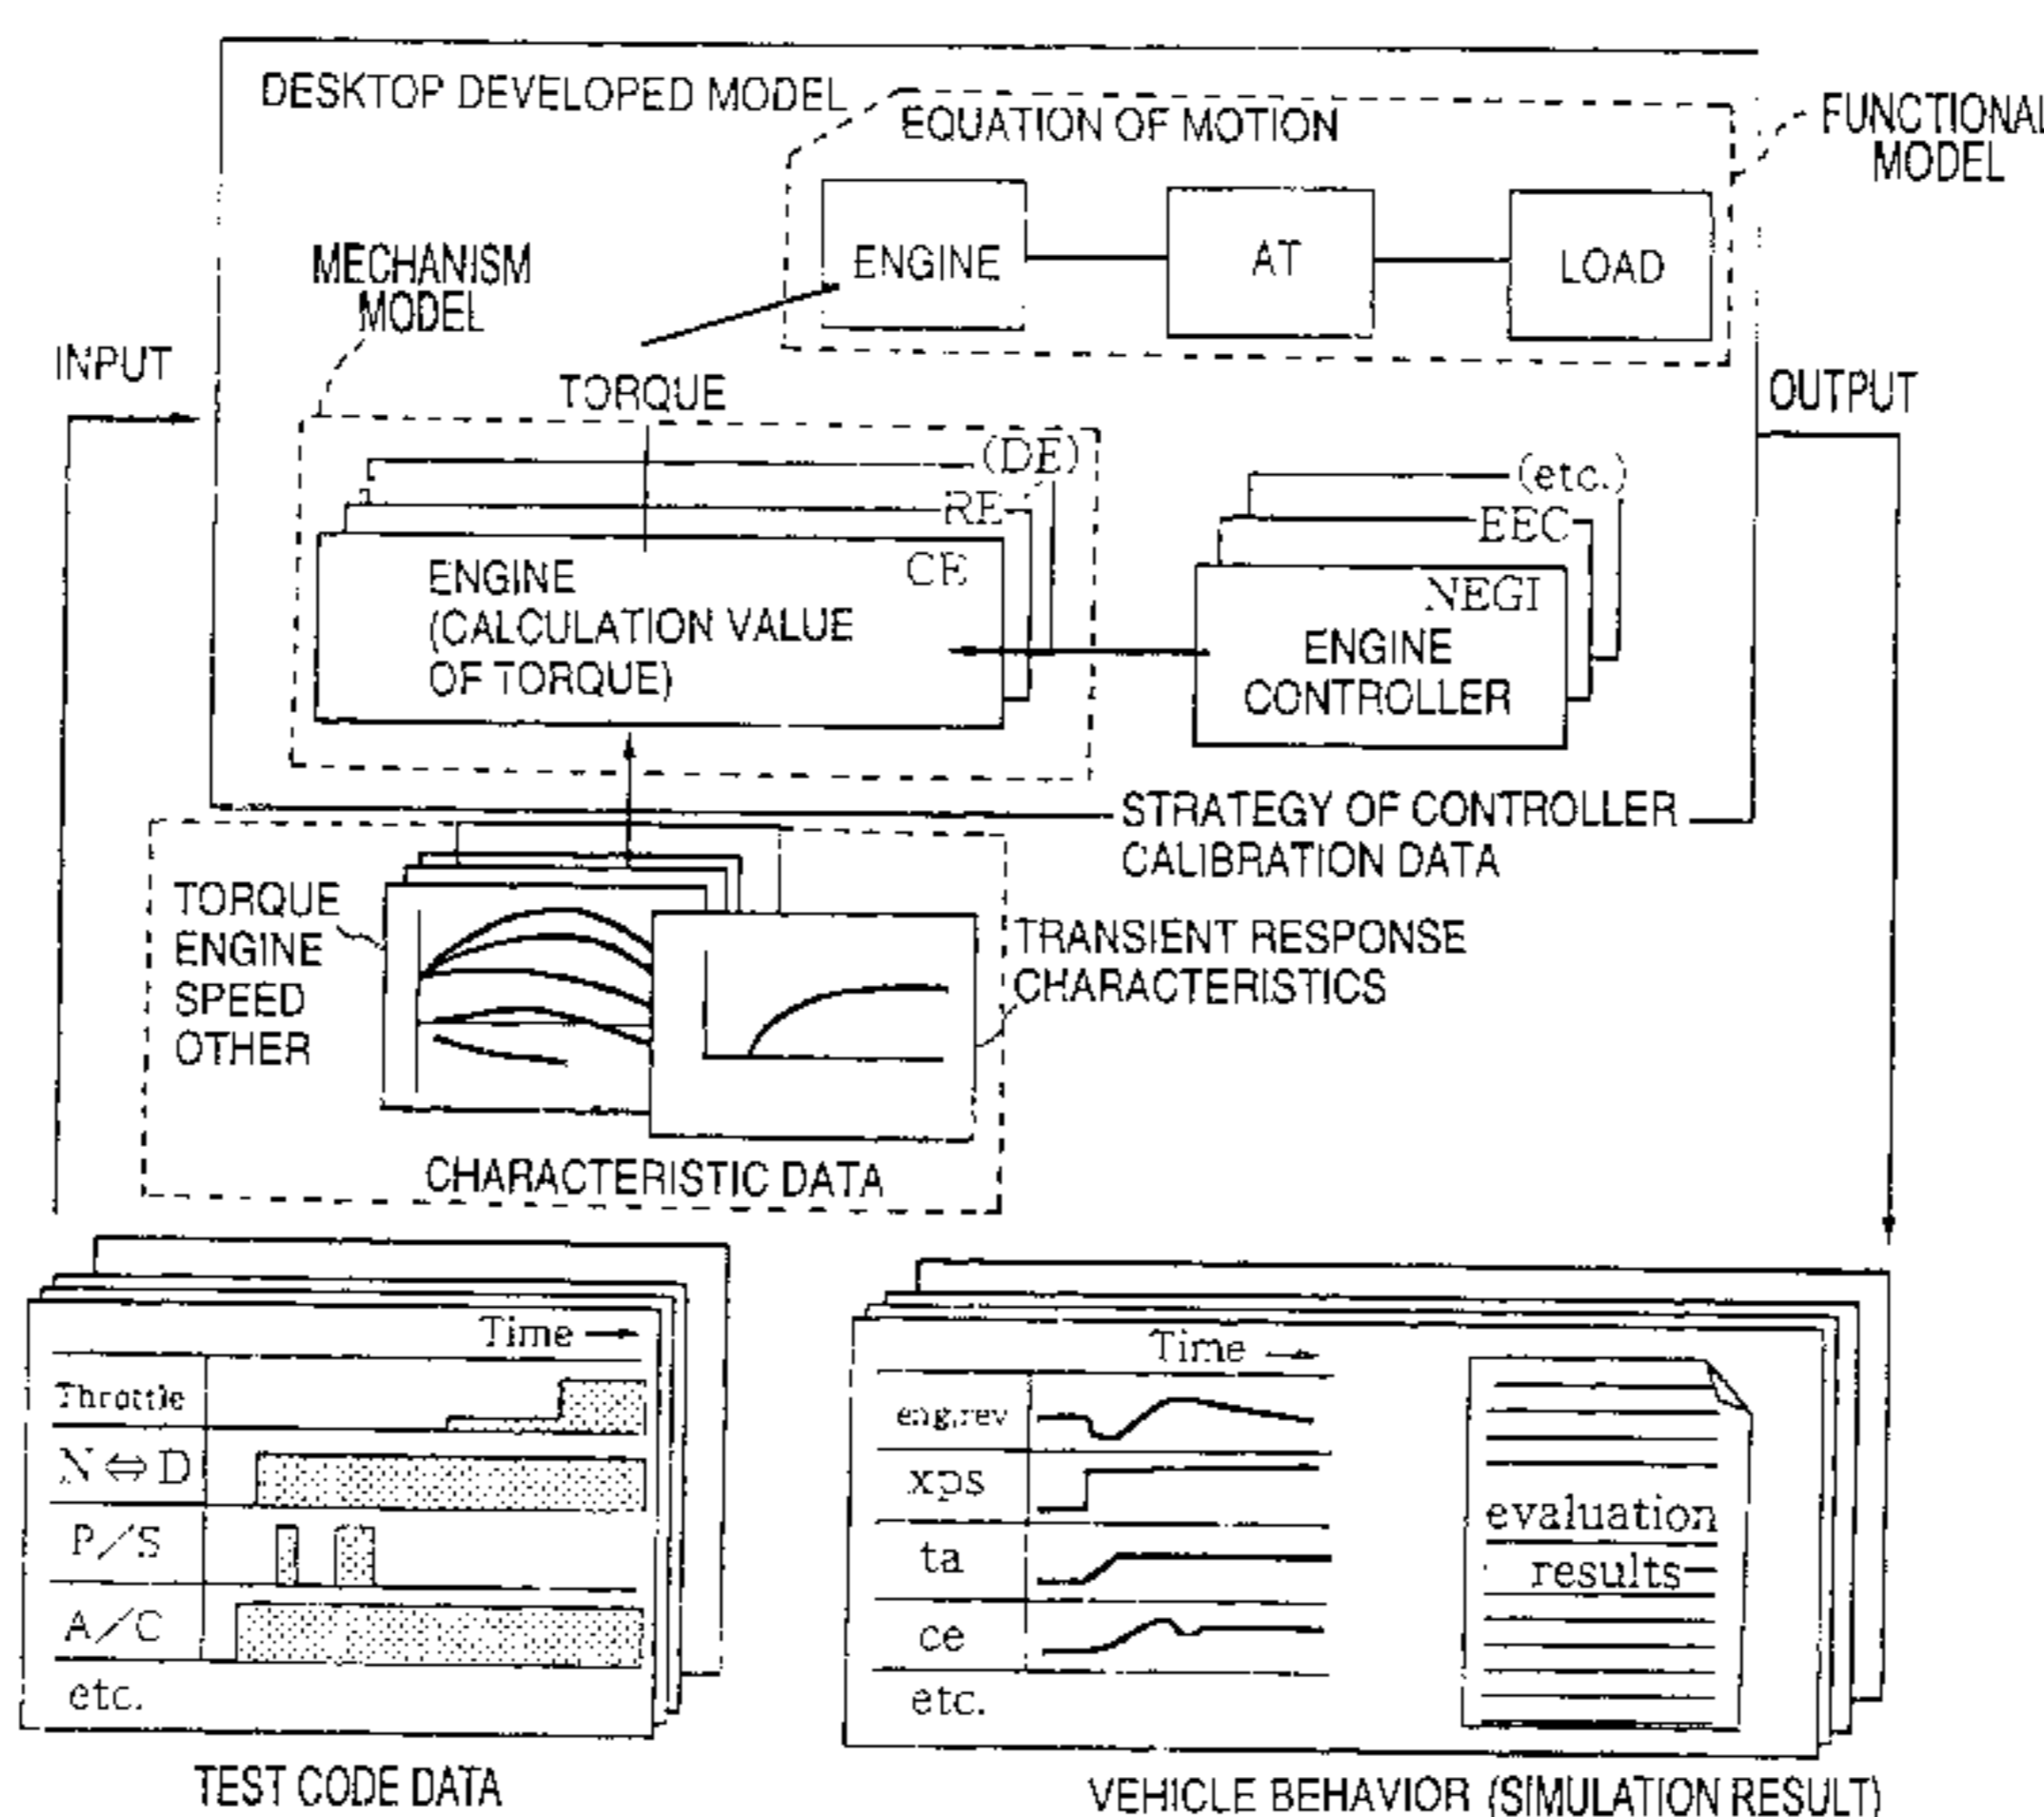 DESKTOP DEVELOPED MODEL
EQUATION OF MOTION
FUNCTIONAL
MODEL
ENGINE
AT
LOAD
MECHANISM
MODEL
INPUT
TORQUE
OUTPUT
(DE)
RE
CE
ENGINE
(CALCULATION VALUE
OF TORQUE)
(etc.)
EEC
NEGI
ENGINE
CONTROLLER
STRATEGY OF CONTROLLER
CALIBRATION DATA
TORQUE
ENGINE
SPEED
OTHER
TRANSIENT RESPONSE
CHARACTERISTICS
CHARACTERISTIC DATA
Time
Throttle
N⇔D
P/S
A/C
etc.
TEST CODE DATA
Time
eng.rev
xps
ta
ce
etc.
evaluation
results
VEHICLE BEHAVIOR (SIMULATION RESULT)